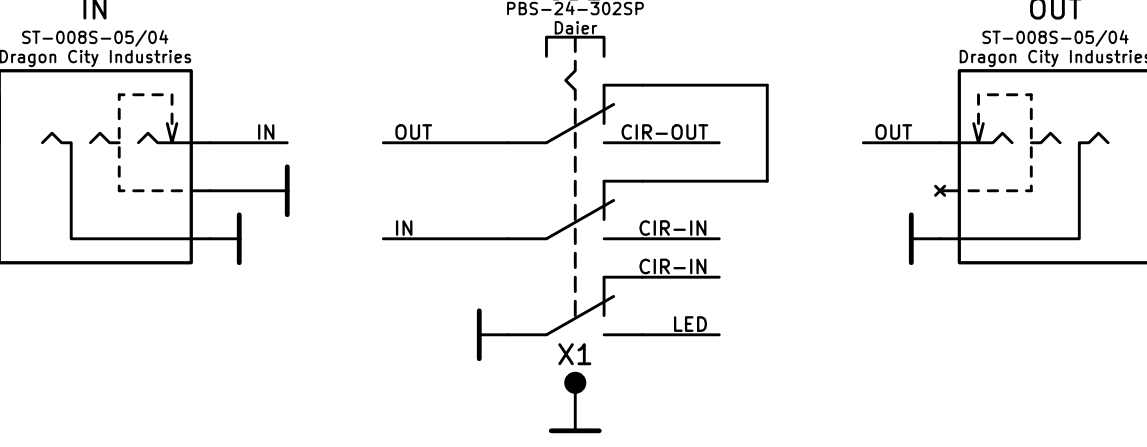 IN
ST-008S-05/04
Dragon City Industries
IN
PBS-24-302SP
Daier
OUT
CIR-OUT
IN
CIR-IN
CIR-IN
LED
X1
OUT
ST-008S-05/04
Dragon City Industries
OUT